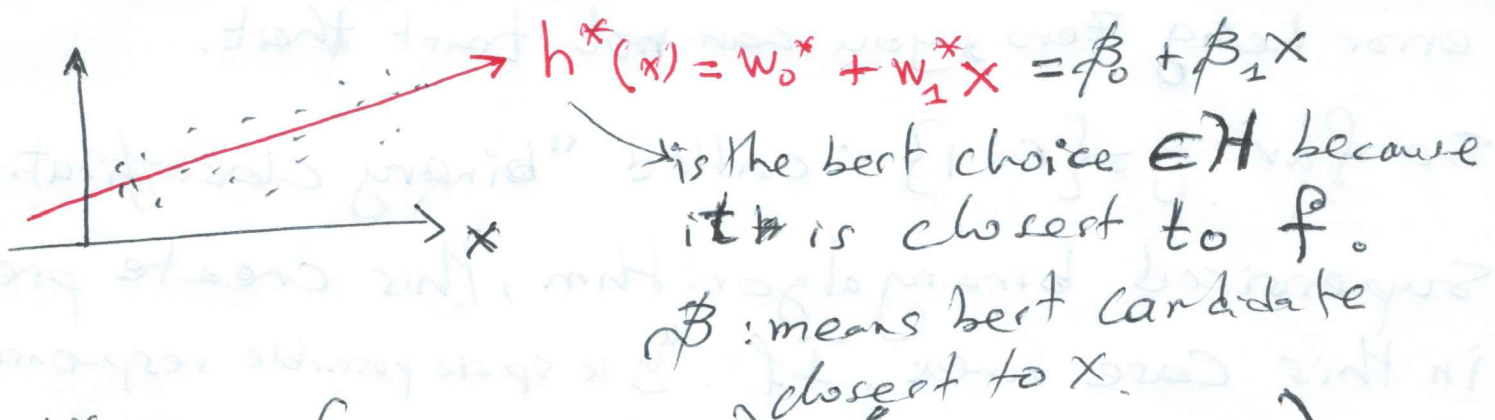 h*(x) = w₀* + w₁*x = β₀ + β₁x
is the best choice ∈ H because
it is closest to f.
β : means best candidate
closest to x.
x